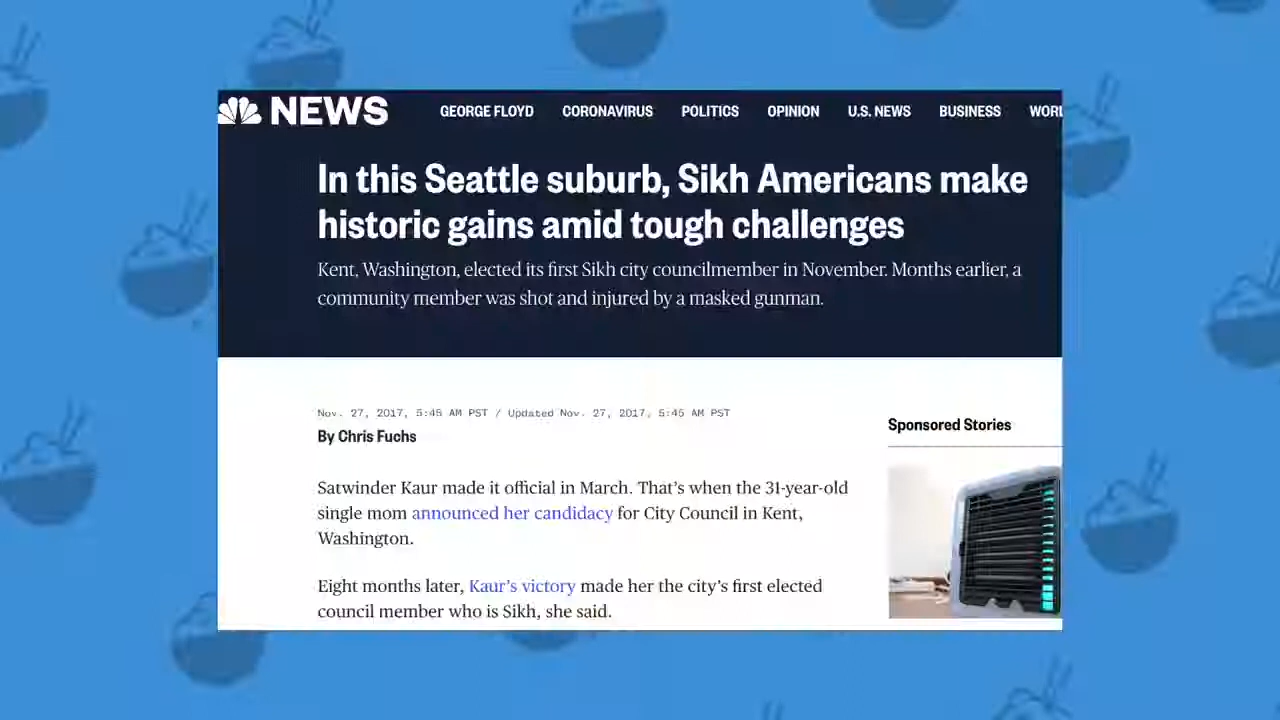 NEWS GEORGE FLOYD CORONAVIRUS POLITICS OPINION U.S. NEWS BUSINESS
In this Seattle suburb, Sikh Americans make
historic gains amid tough challenges
Kent, Washington, elected its first Sikh city councilmember in November. Months earlier, a
community member was shot and injured by a masked gunman.
Nov. 27, 2017, 5:45 AM PST / Updated Nov. 27, 2017, 5:45 AM PST
By Chris Fuchs
Sponsored Stories
Satwinder Kaur made it official in March. That's when the 31-year-old
single mom announced her candidacy for City Council in Kent,
Washington.
Eight months later, Kaur's victory made her the city's first elected
council member who is Sikh, she said.